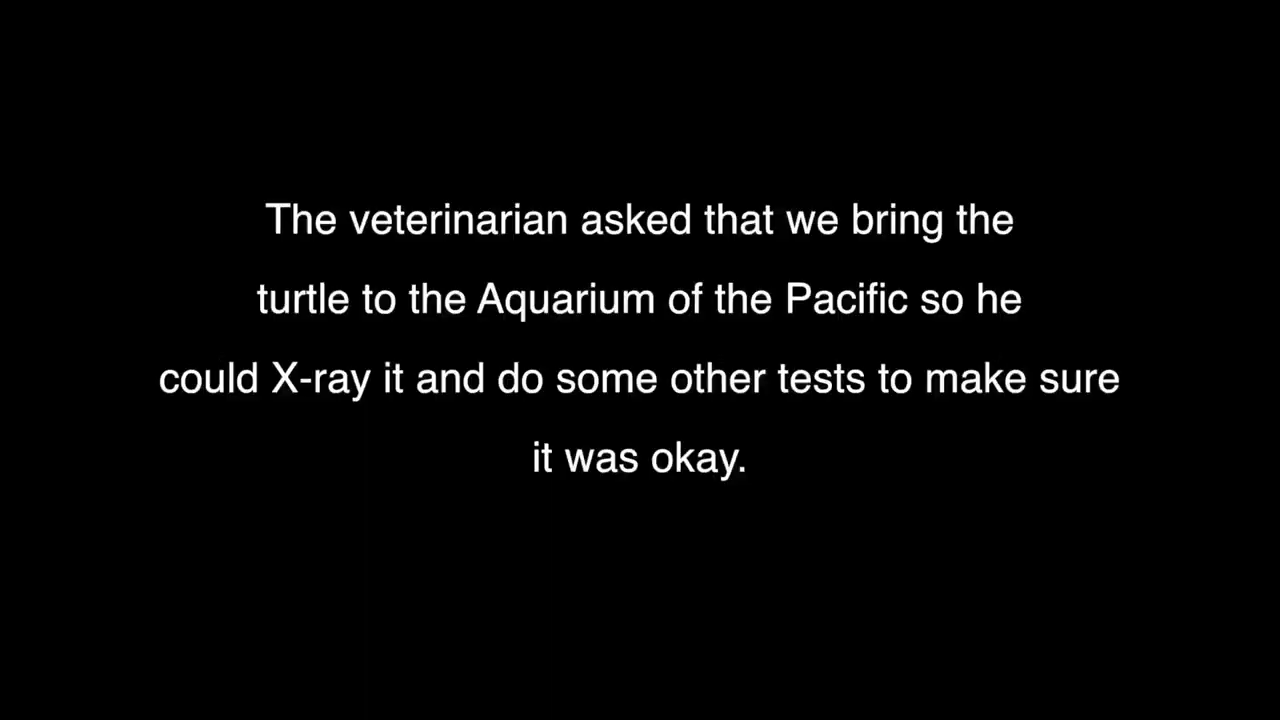 The veterinarian asked that we bring the
turtle to the Aquarium of the Pacific so he
could X-ray it and do some other tests to make sure
it was okay.